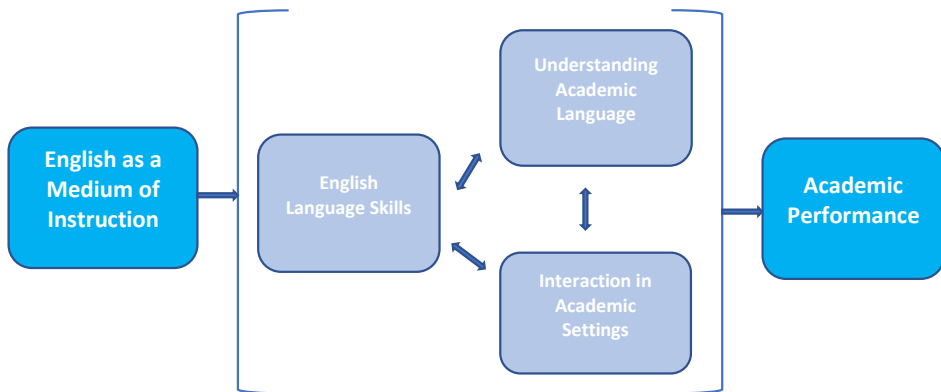 English as a
Medium of
Instruction
English
Language Skills
Understanding
Academic
Language
Interaction in
Academic
Settings
Academic
Performance